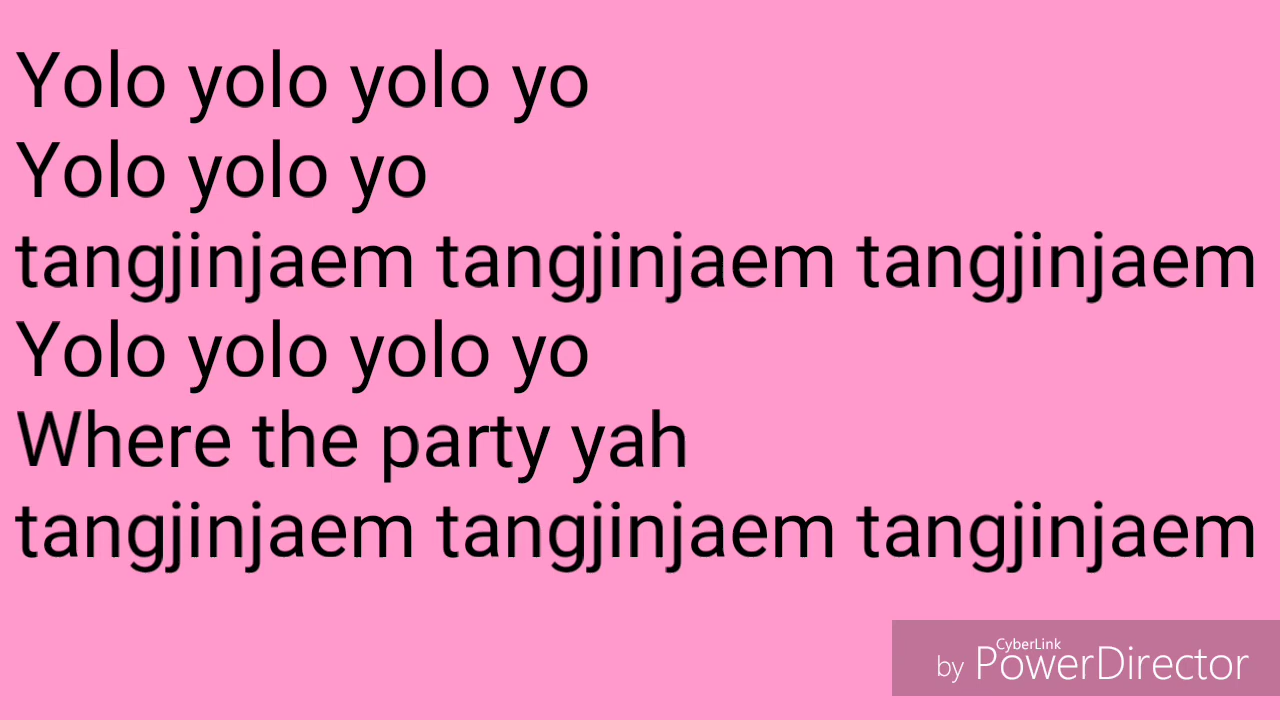 Yolo yolo yolo yo
Yolo yolo yo
tangjinjaem tangjinjaem tangjinjaem
Yolo yolo yolo yo
Where the party yah
tangjinjaem tangjinjaem tangjinjaem
CyberLink
by PowerDirector